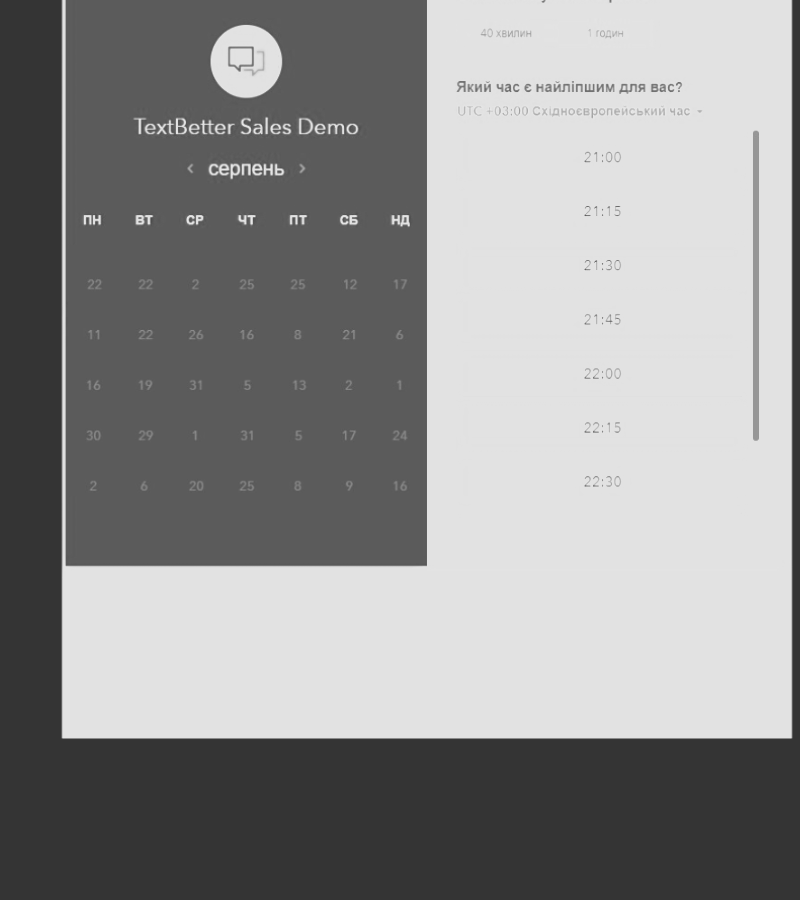 TextBetter Sales Demo
серпень
ПН ВТ СР ЧТ ПТ СБ НД
22 22 2 25 25 12 17
11 22 26 16 8 21 6
16 19 31 5 13 2 1
30 29 1 31 5 17 24
2 6 20 25 8 9 16
40 хвилин 1 годин
Який час є найліпшим для вас?
UTC +03:00 Східноєвропейський час
21:00
21:15
21:30
21:45
22:00
22:15
22:30